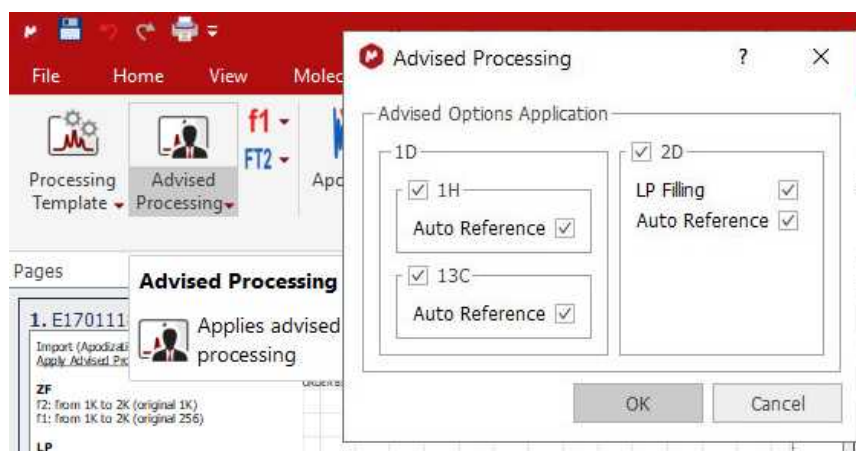 File Home View Molec
Advised Processing ? 
Advised Options Application
1D
1H
Auto Reference
13C
Auto Reference
2D
LP Filling
Auto Reference
OK Cancel
Processing
Template
Advised
Processing
f1
FT2
Apo
Pages
Advised Processing
Applies advised
processing
1. E170111
Import (Apodizati
Apply Advised Pro
ZF
f2: from 1K to 2K (original 1K)
f1: from 1K to 2K (original 256)
LP